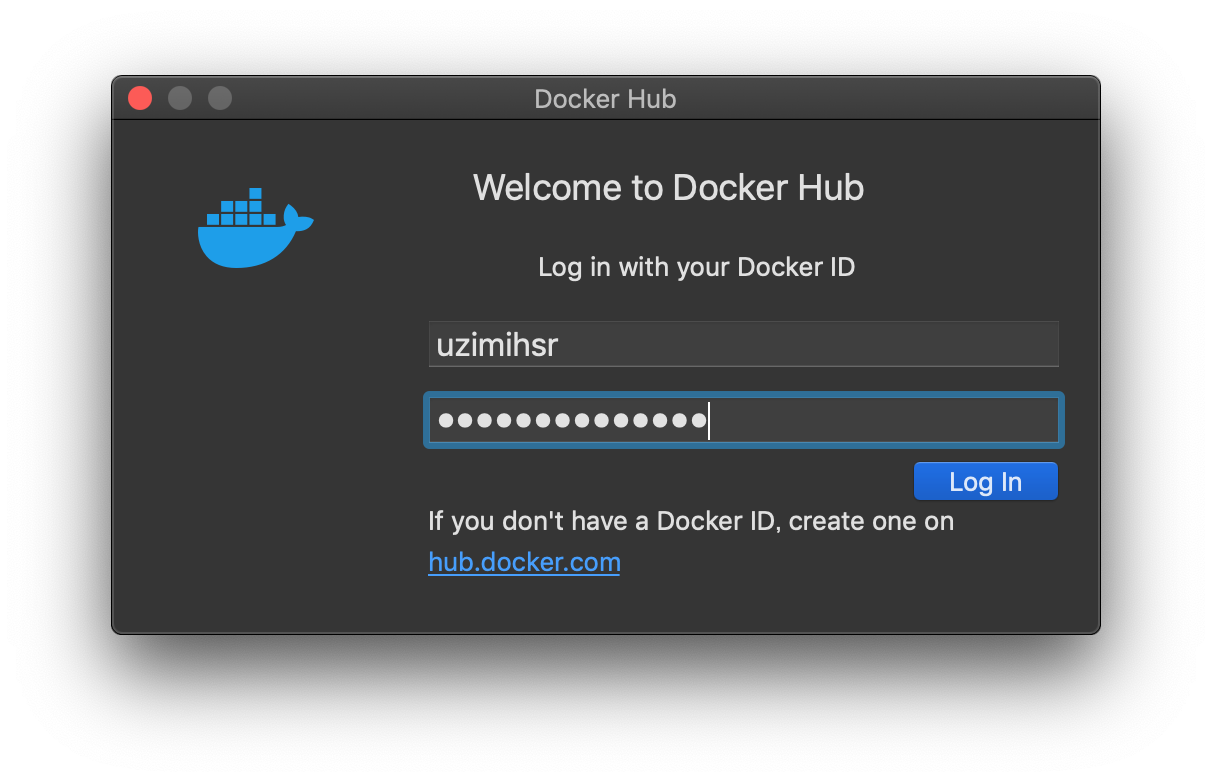 Docker Hub
Welcome to Docker Hub
Log in with your Docker ID
uzimihsr
●●●●●●●●●●●●●●
Log In
If you don't have a Docker ID, create one on
hub.docker.com